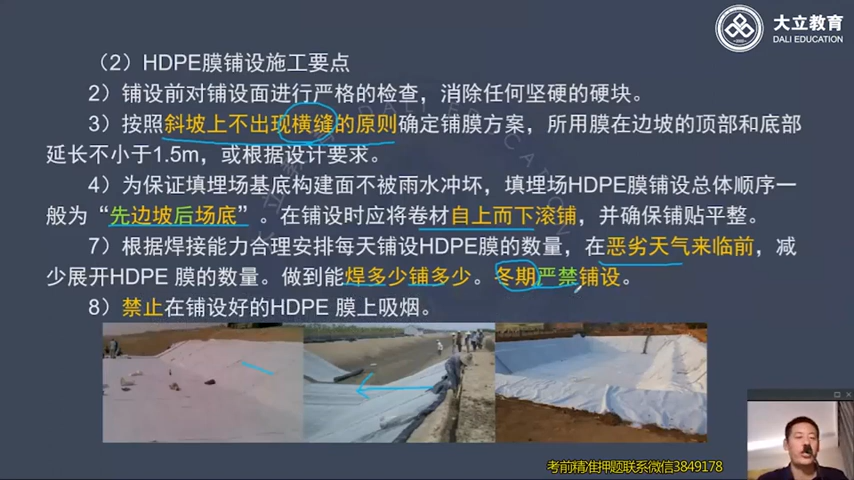 大立教育
DALI EDUCATION
（2）HDPE膜铺设施工要点
2）铺设前对铺设面进行严格的检查，消除任何坚硬的硬块。
3）按照斜坡上不出现横缝的原则确定铺膜方案，所用膜在边坡的顶部和底部
延长不小于1.5m，或根据设计要求。
4）为保证填埋场基底构建面不被雨水冲坏，填埋场HDPE膜铺设总体顺序一
般为“先边坡后场底”。在铺设时应将卷材自上而下滚铺，并确保铺贴平整。
7）根据焊接能力合理安排每天铺设HDPE膜的数量，在恶劣天气来临前，减
少展开HDPE 膜的数量。做到能焊多少铺多少。冬期严禁铺设。
8）禁止在铺设好的HDPE 膜上吸烟。
考前精准押题联系微信3849178